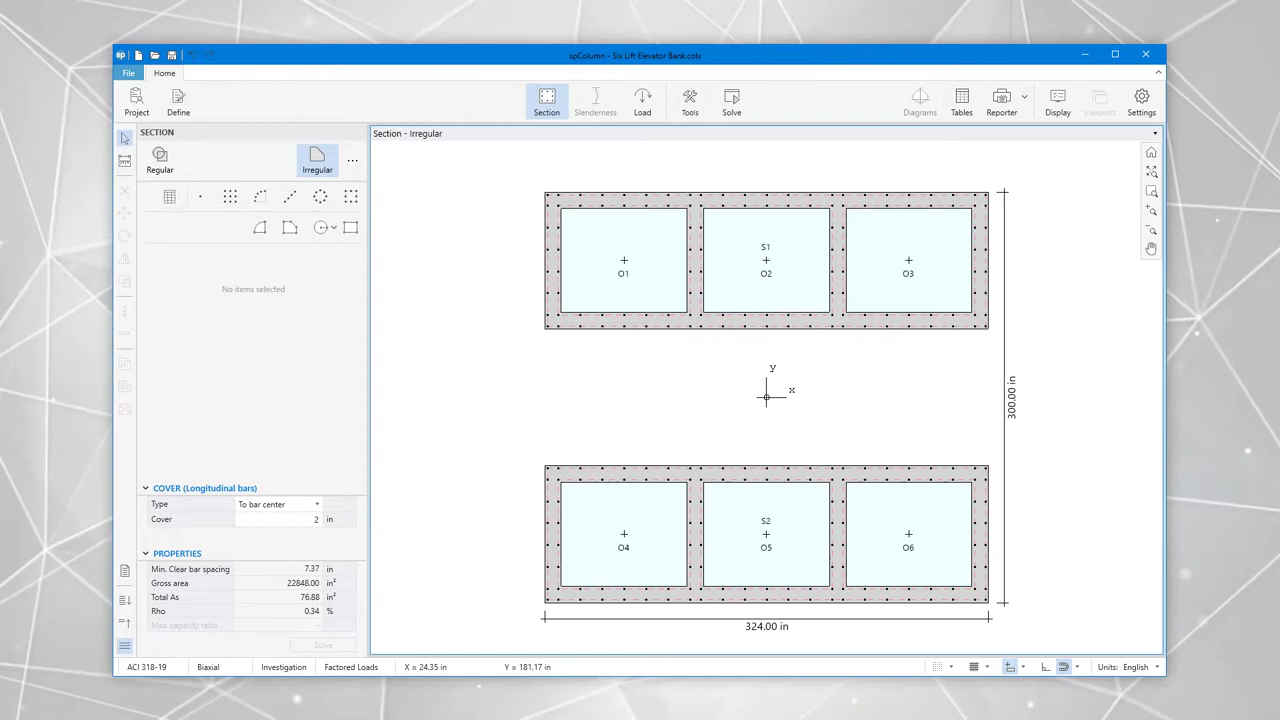 sp
spColumn - Six Lift Elevator Bank.colx
File
Home
Project
Define
Section
Slenderness
Load
Tools
Solve
Diagrams
Tables
Reporter
Display
Viewports
Settings
SECTION
Section - Irregular
Regular
Irregular
No items selected
S1
O1
O2
O3
y
x
300.00 in
S2
O4
O5
O6
324.00 in
COVER (Longitudinal bars)
Type To bar center
Cover 2 in
PROPERTIES
Min. Clear bar spacing 7.37 in
Gross area 22848.00 in²
Total As 76.88 in²
Rho 0.34 %
Max. capacity ratio -
Solve
ACI 318-19 Biaxial Investigation Factored Loads X = 24.35 in Y = 181.17 in Units: English